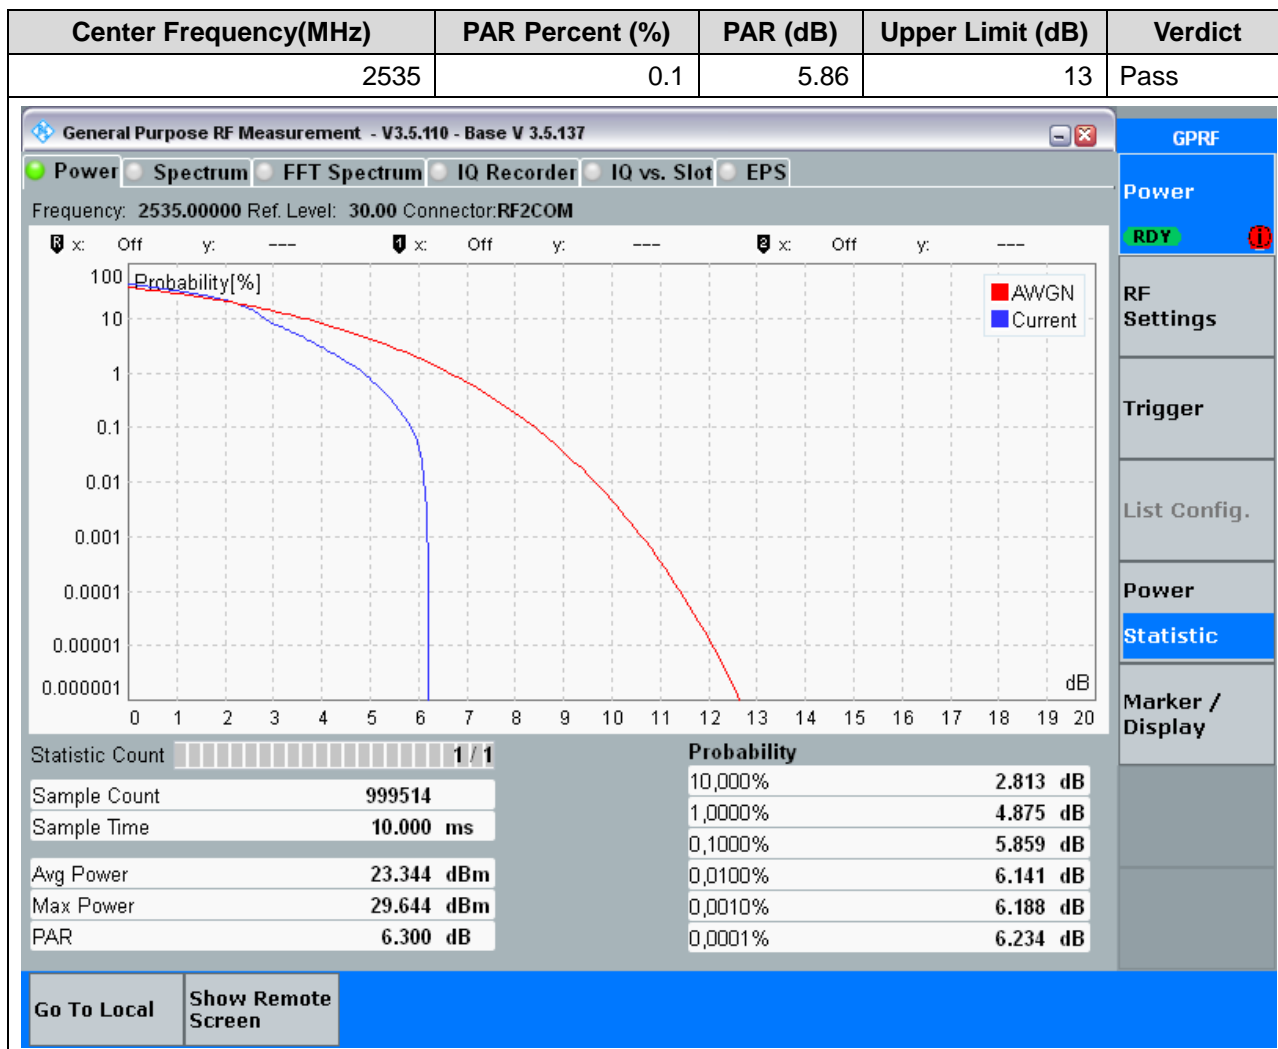 Center Frequency(MHz) PAR Percent (%) PAR (dB) Upper Limit (dB) Verdict
2535 0.1 5.86 13 Pass
General Purpose RF Measurement - V3.5.110 - Base V 3.5.137
GPRF
Power Spectrum FFT Spectrum IQ Recorder IQ vs. Slot EPS
Frequency: 2535.00000 Ref. Level: 30.00 Connector:RF2COM
R x: Off y: --- 1 x: Off y: --- 2 x: Off y: ---
Probability[%]
AWGN
Current
100
10
1
0.1
0.01
0.001
0.0001
0.00001
0.000001
dB
0 1 2 3 4 5 6 7 8 9 10 11 12 13 14 15 16 17 18 19 20
Statistic Count 1 / 1
Sample Count 999514
Sample Time 10.000 ms
Avg Power 23.344 dBm
Max Power 29.644 dBm
PAR 6.300 dB
Probability
10,000% 2.813 dB
1,0000% 4.875 dB
0,1000% 5.859 dB
0,0100% 6.141 dB
0,0010% 6.188 dB
0,0001% 6.234 dB
Power
RDY
RF
Settings
Trigger
List Config.
Power
Statistic
Marker /
Display
Go To Local
Show Remote
Screen